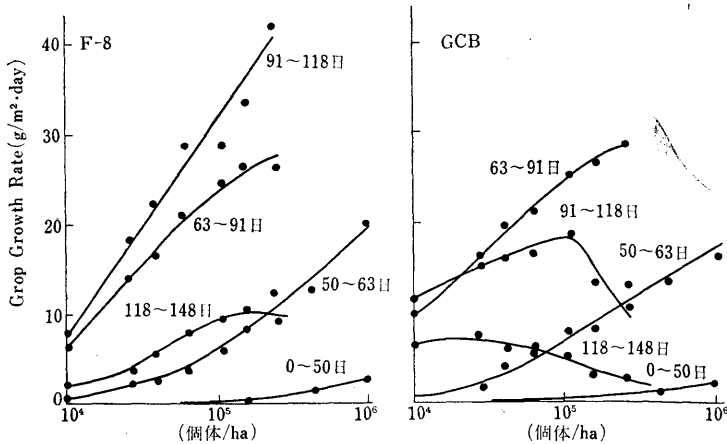 Grop Growth Rate(g/m²·day)
40
30
20
10
0
F-8
91～118日
63～91日
118～148日
50～63日
0～50日
10⁴
10⁵
10⁶
(個体/ha)
GCB
63～91日
91～118日
50～63日
118～148日
0～50日
10⁴
10⁵
10⁶
(個体/ha)